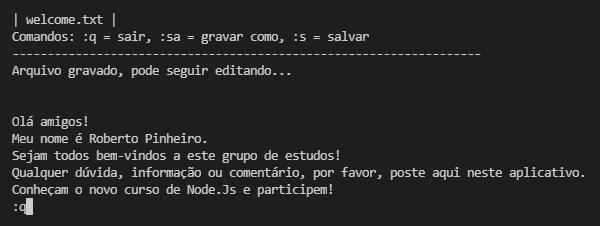 | welcome.txt |
Comandos: :q = sair, :sa = gravar como, :s = salvar
-------------------------------------------------------------------
Arquivo gravado, pode seguir editando...
Olá amigos!
Meu nome é Roberto Pinheiro.
Sejam todos bem-vindos a este grupo de estudos!
Qualquer dúvida, informação ou comentário, por favor, poste aqui neste aplicativo.
Conheçam o novo curso de Node.Js e participem!
:q